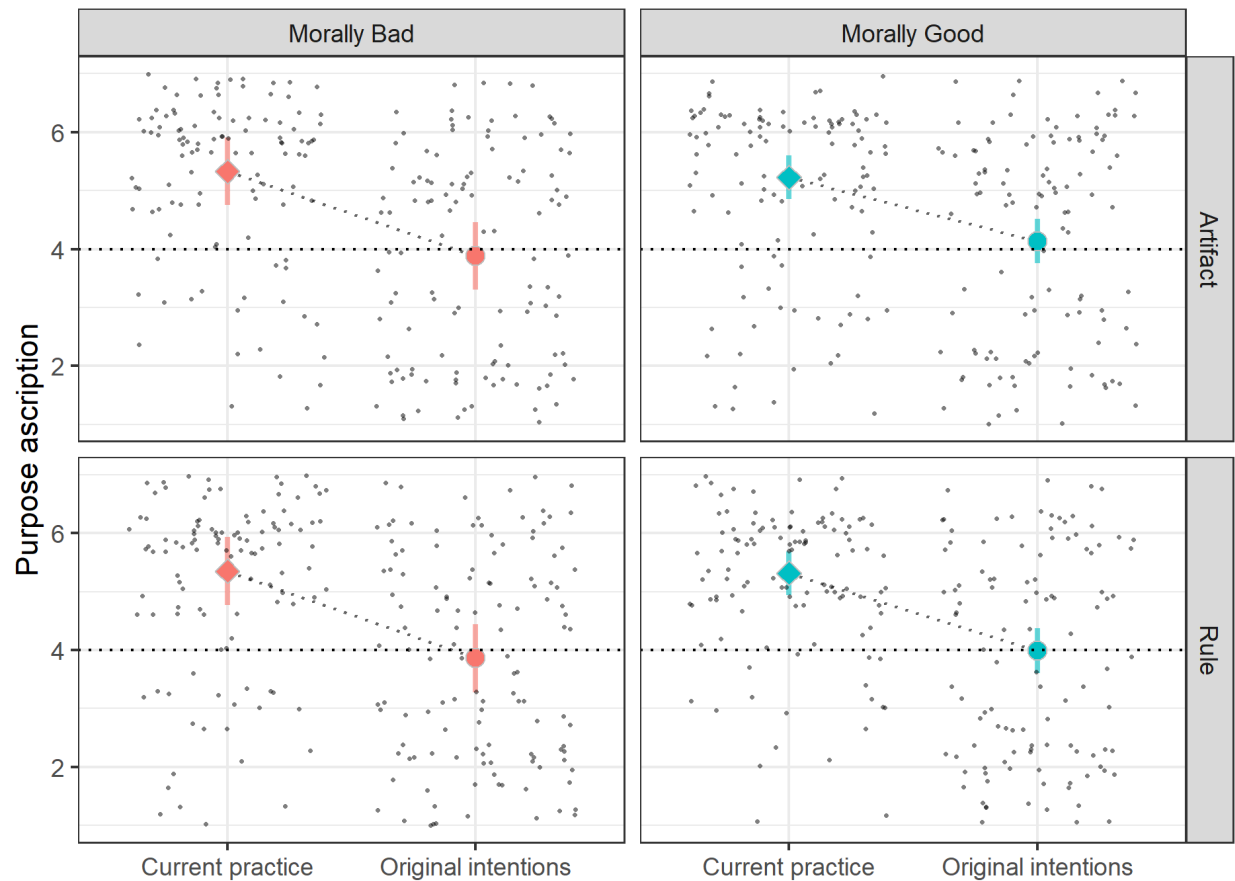 Morally Bad
Morally Good
Purpose ascription
6
4
2
Artifact
6
4
2
Rule
Current practice
Original intentions
Current practice
Original intentions